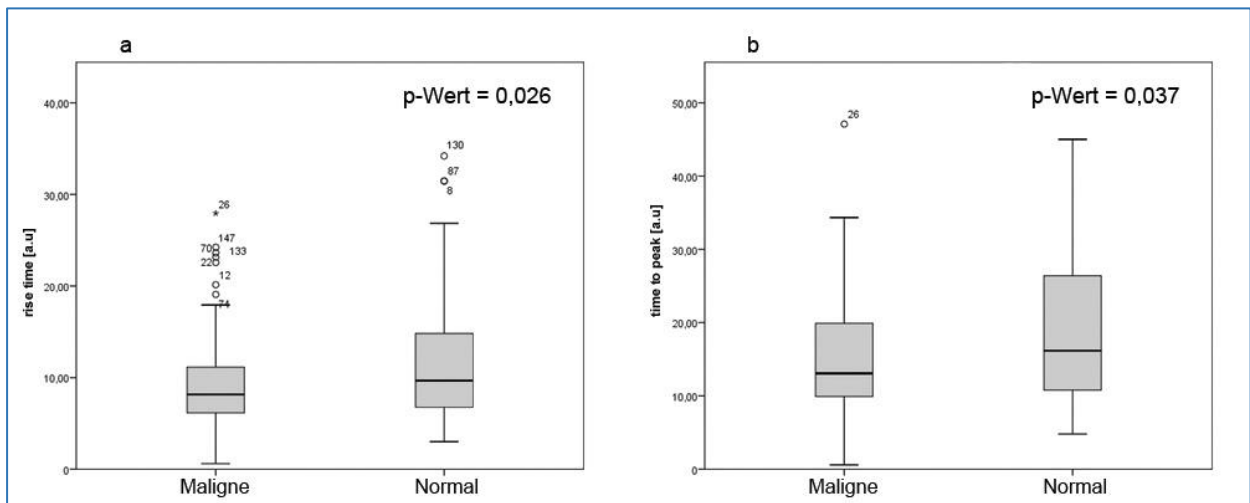 a
p-Wert = 0,026
40,00
30,00
20,00
10,00
0
rise time [a.u]
130
87
8
26
147
70
133
22
12
74
Maligne
Normal
b
p-Wert = 0,037
50,00
40,00
30,00
20,00
10,00
0
time to peak [a.u]
26
Maligne
Normal